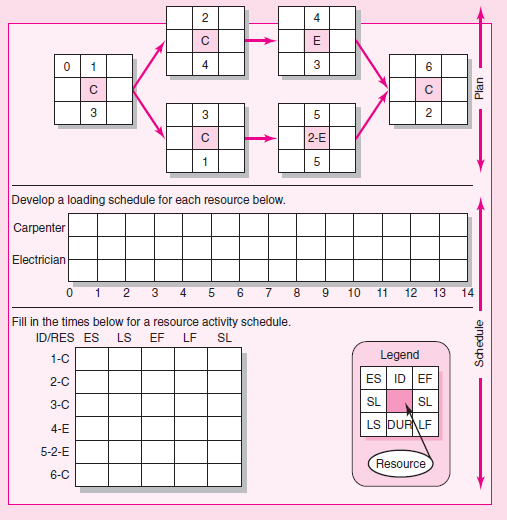 2 4
C E
4 3
0 1
C
3
6
C
2
3 5
C 2-E
1 5
Plan
Develop a loading schedule for each resource below.
Carpenter
Electrician
0 1 2 3 4 5 6 7 8 9 10 11 12 13 14
Fill in the times below for a resource activity schedule.
ID/RES ES LS EF LF SL
1-C
2-C
3-C
4-E
5-2-E
6-C
Schedule
Legend
ES ID EF
SL SL
LS DUR LF
Resource